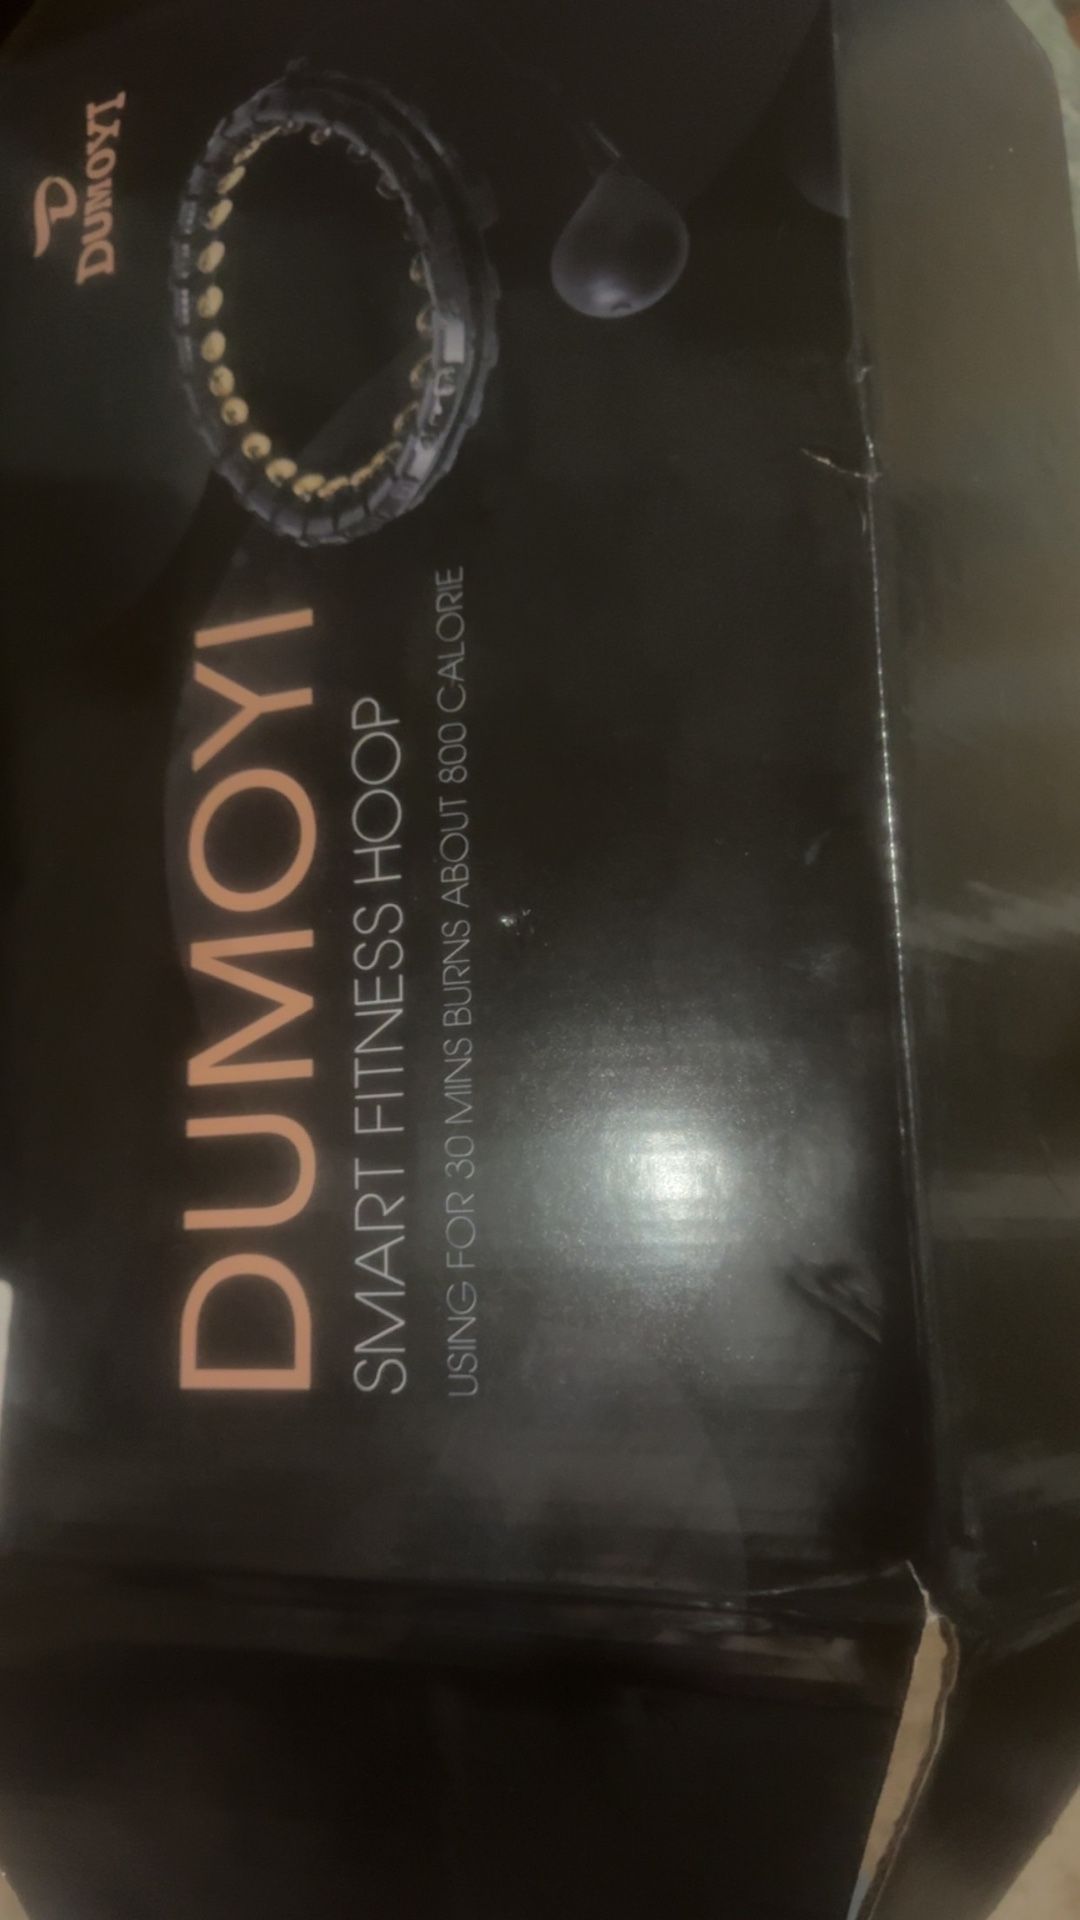 DUMOYI
DUMOYI
SMART FITNESS HOOP
USING FOR 30 MINS BURNS ABOUT 800 CALORIE